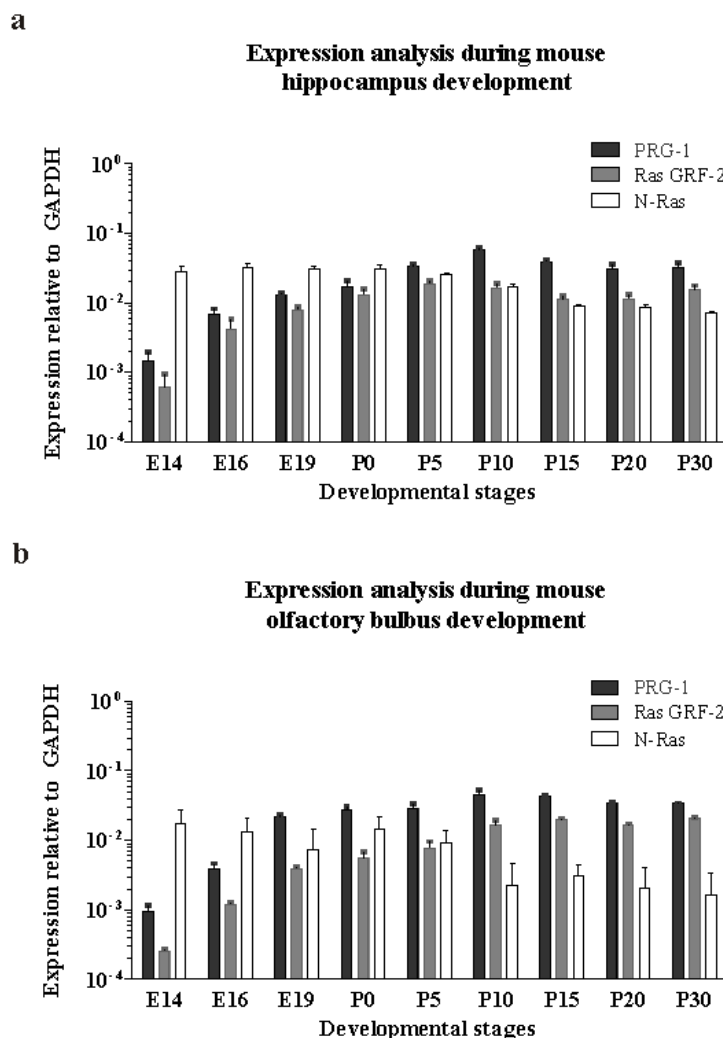 a
Expression analysis during mouse
hippocampus development
PRG-1
Ras GRF-2
N-Ras
Expression relative to GAPDH
10⁰
10⁻¹
10⁻²
10⁻³
10⁻⁴
E14 E16 E19 P0 P5 P10 P15 P20 P30
Developmental stages
b
Expression analysis during mouse
olfactory bulbus development
PRG-1
Ras GRF-2
N-Ras
Expression relative to GAPDH
10⁰
10⁻¹
10⁻²
10⁻³
10⁻⁴
E14 E16 E19 P0 P5 P10 P15 P20 P30
Developmental stages